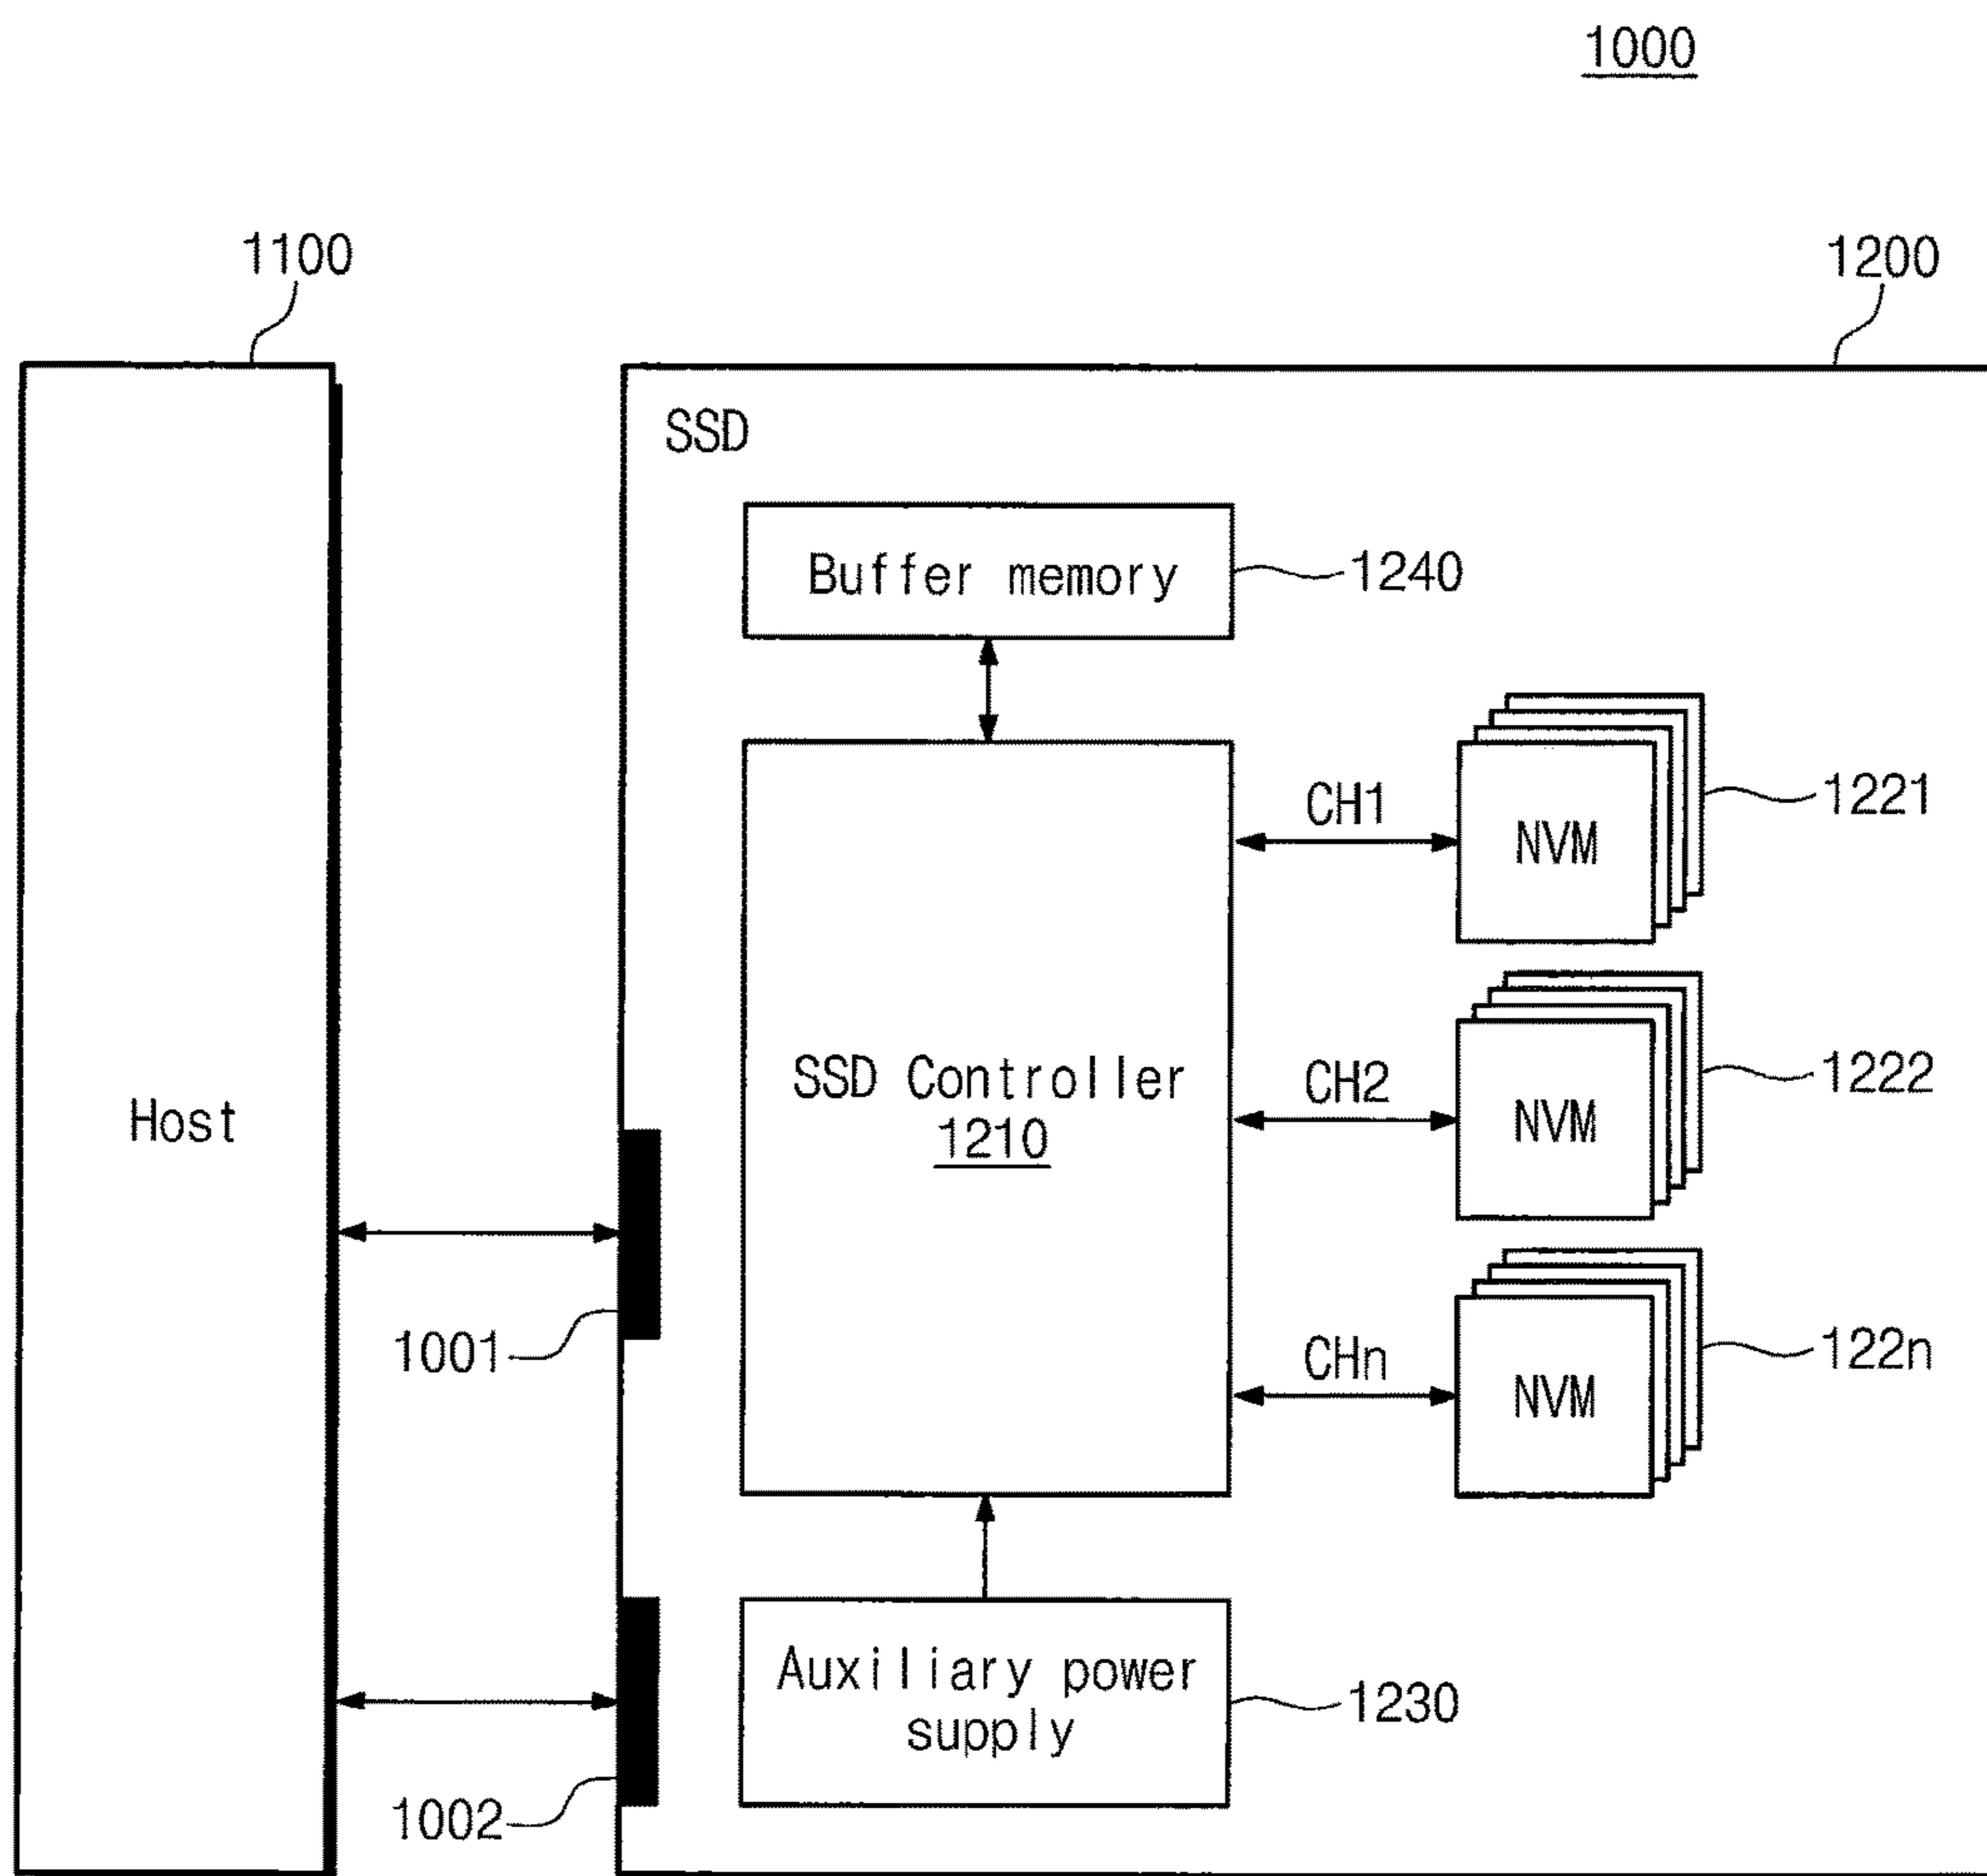 1000
1100
1200
SSD
Buffer memory
1240
CH1
NVM
1221
Host
SSD Controller
1210
CH2
NVM
1222
1001
CHn
NVM
122n
Auxiliary power
supply
1230
1002